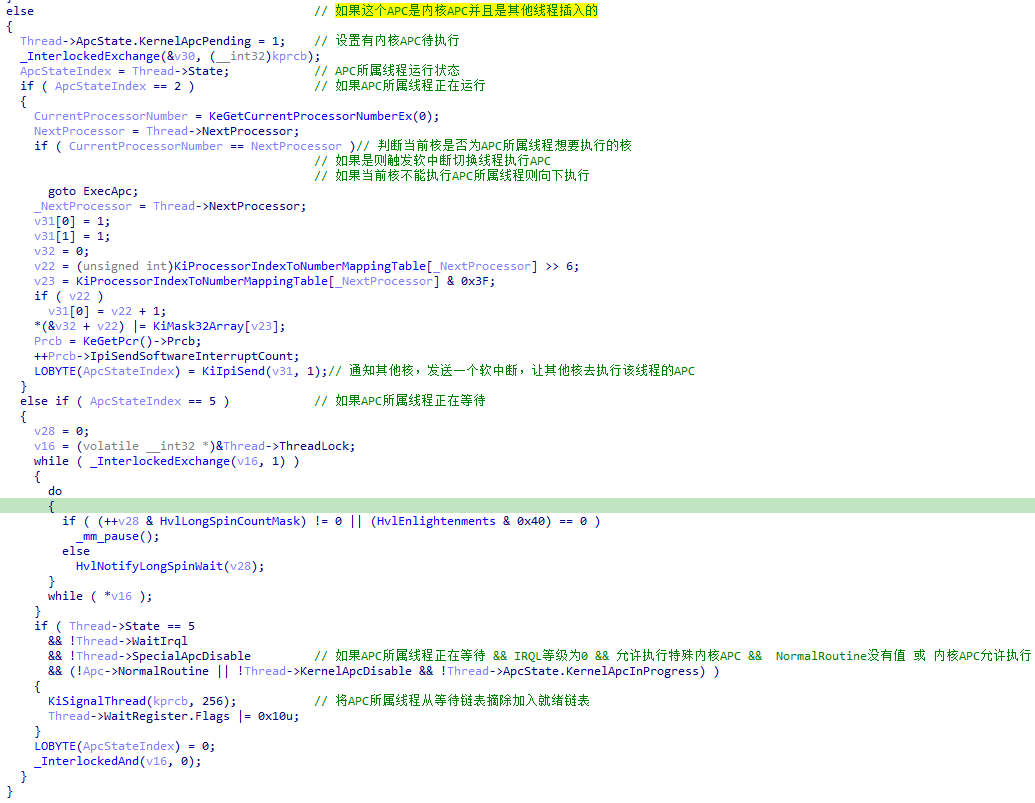 else // 如果这个APC是内核APC并且是其他线程插入的
{
Thread->ApcState.KernelApcPending = 1; // 设置有内核APC待执行
_InterlockedExchange(&v30, (__int32)kprcb);
ApcStateIndex = Thread->State; // APC所属线程运行状态
if ( ApcStateIndex == 2 ) // 如果APC所属线程正在运行
{
CurrentProcessorNumber = KeGetCurrentProcessorNumberEx(0);
NextProcessor = Thread->NextProcessor;
if ( CurrentProcessorNumber == NextProcessor )// 判断当前核是否为APC所属线程想要执行的核
// 如果是则触发软中断切换线程执行APC
// 如果当前核不能执行APC所属线程则向下执行
goto ExecApc;
_NextProcessor = Thread->NextProcessor;
v31[0] = 1;
v31[1] = 1;
v32 = 0;
v22 = (unsigned int)KiProcessorIndexToNumberMappingTable[_NextProcessor] >> 6;
v23 = KiProcessorIndexToNumberMappingTable[_NextProcessor] & 0x3F;
if ( v22 )
v31[0] = v22 + 1;
*(&v32 + v22) |= KiMask32Array[v23];
Prcb = KeGetPcr()->Prcb;
++Prcb->IpiSendSoftwareInterruptCount;
LOBYTE(ApcStateIndex) = KiIpiSend(v31, 1);// 通知其他核，发送一个软中断，让其他核去执行该线程的APC
}
else if ( ApcStateIndex == 5 ) // 如果APC所属线程正在等待
{
v28 = 0;
v16 = (volatile __int32 *)&Thread->ThreadLock;
while ( _InterlockedExchange(v16, 1) )
{
do
{
if ( (++v28 & HvlLongSpinCountMask) != 0 || (HvlEnlightenments & 0x40) == 0 )
_mm_pause();
else
HvlNotifyLongSpinWait(v28);
}
while ( *v16 );
}
if ( Thread->State == 5
&& !Thread->WaitIrql
&& !Thread->SpecialApcDisable // 如果APC所属线程正在等待 && IRQL等级为0 && 允许执行特殊内核APC && NormalRoutine没有值 或 内核APC允许执行
&& (!Apc->NormalRoutine || !Thread->KernelApcDisable && !Thread->ApcState.KernelApcInProgress) )
{
KiSignalThread(kprcb, 256); // 将APC所属线程从等待链表摘除加入就绪链表
Thread->WaitRegister.Flags |= 0x10u;
}
LOBYTE(ApcStateIndex) = 0;
_InterlockedAnd(v16, 0);
}
}